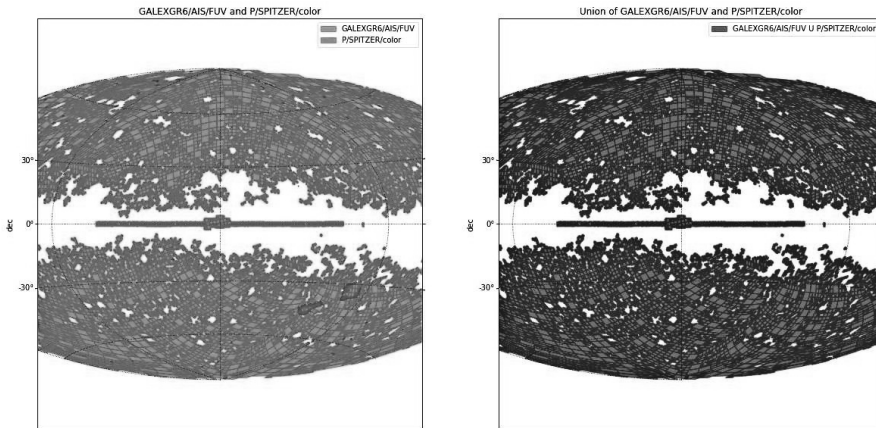 GALEXGR6/AIS/FUV and P/SPITZER/color
GALEXGR6/AIS/FUV
P/SPITZER/color
30°
0°
-30°
dec
Union of GALEXGR6/AIS/FUV and P/SPITZER/color
GALEXGR6/AIS/FUV U P/SPITZER/color
30°
0°
-30°
dec